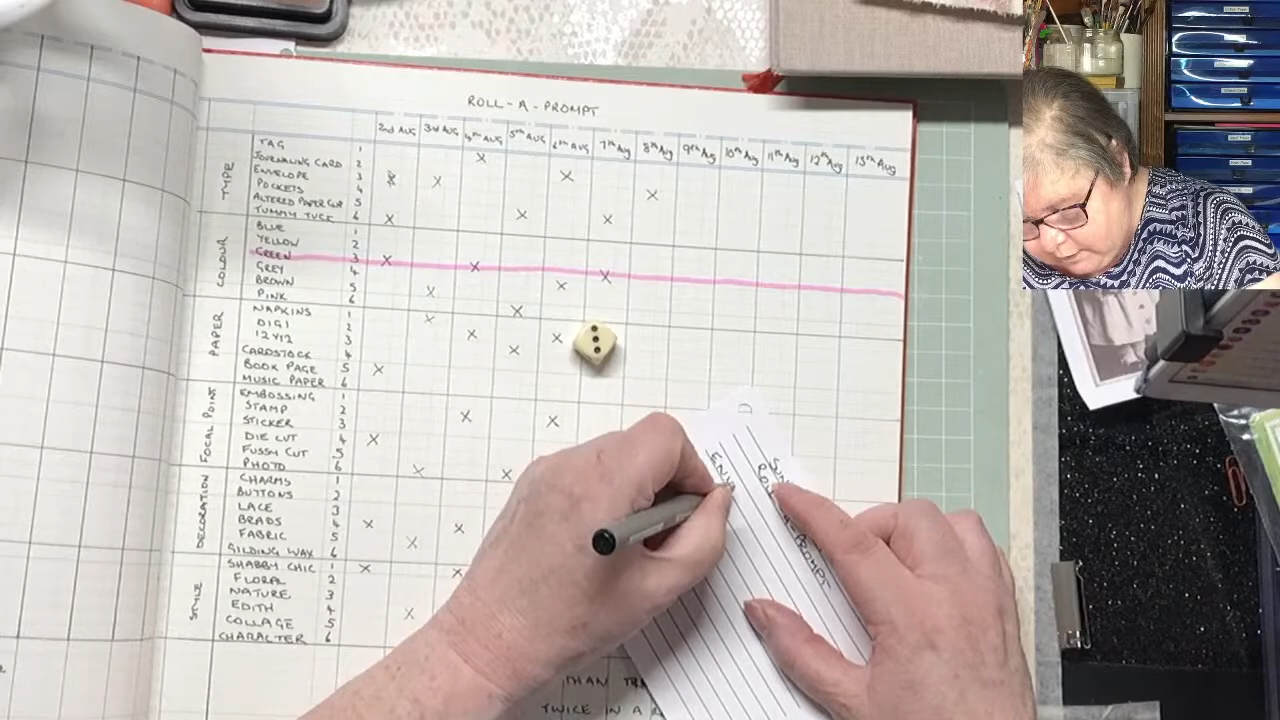 ROLL-A-PROMPT
2nd AUG 3rd AUG 4th AUG 5th AUG 6th AUG 7th Aug 8th Aug 9th Aug 10th Aug 11th Aug 12th Aug 13th Aug
TYPE
TAG 1
JOURNALING CARD 2
ENVELOPE 3
POCKETS 4
ALTERED PAPER CLIP 5
TUMMY TUCK 6
COLOUR
BLUE 1
YELLOW 2
GREEN 3
GREY 4
BROWN 5
PINK 6
PAPER
NAPKINS 1
DIGI 2
12x12 3
CARDSTOCK 4
BOOK PAGE 5
MUSIC PAPER 6
FOCAL POINT
EMBOSSING 1
STAMP 2
STICKER 3
DIE CUT 4
FUSSY CUT 5
PHOTO 6
DECORATION
CHARMS 1
BUTTONS 2
LACE 3
BRADS 4
FABRIC 5
GILDING WAX 6
STYLE
SHABBY CHIC 1
FLORAL 2
NATURE 3
EDITH 4
COLLAGE 5
CHARACTER 6
THAN
TWICE IN A
PROMPT